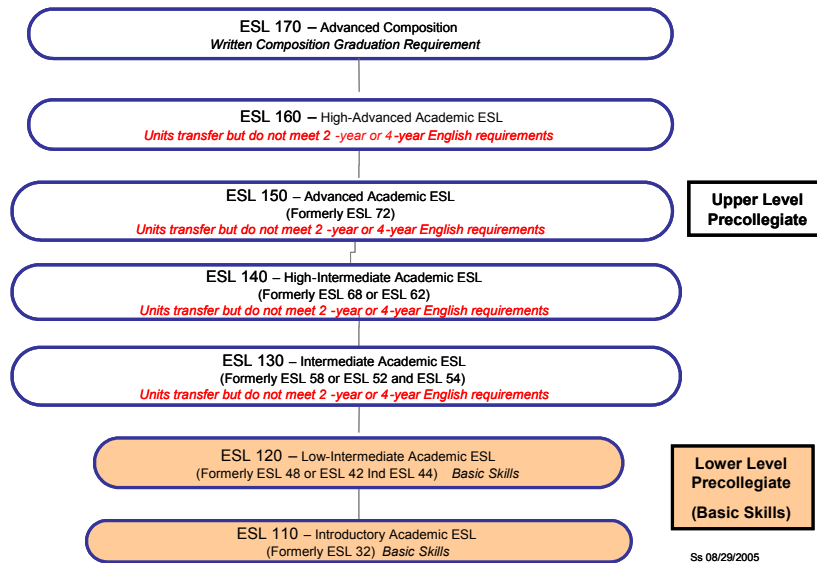 ESL 170 – Advanced Composition
Written Composition Graduation Requirement
ESL 160 – High-Advanced Academic ESL
Units transfer but do not meet 2 -year or 4-year English requirements
ESL 150 – Advanced Academic ESL
(Formerly ESL 72)
Units transfer but do not meet 2 -year or 4-year English requirements
Upper Level
Precollegiate
ESL 140 – High-Intermediate Academic ESL
(Formerly ESL 68 or ESL 62)
Units transfer but do not meet 2 -year or 4-year English requirements
ESL 130 – Intermediate Academic ESL
(Formerly ESL 58 or ESL 52 and ESL 54)
Units transfer but do not meet 2 -year or 4-year English requirements
ESL 120 – Low-Intermediate Academic ESL
(Formerly ESL 48 or ESL 42 Ind ESL 44) Basic Skills
Lower Level
Precollegiate
(Basic Skills)
ESL 110 – Introductory Academic ESL
(Formerly ESL 32) Basic Skills
Ss 08/29/2005